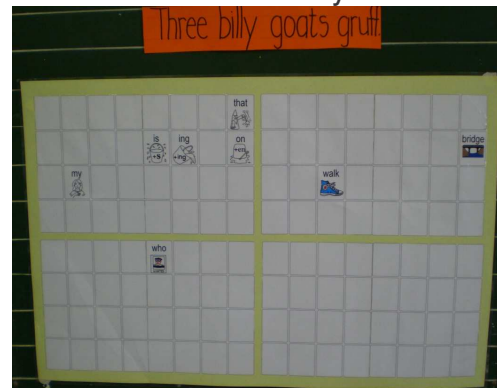 Three billy goats gruff.
that
is ing on
bridge
my
walk
who